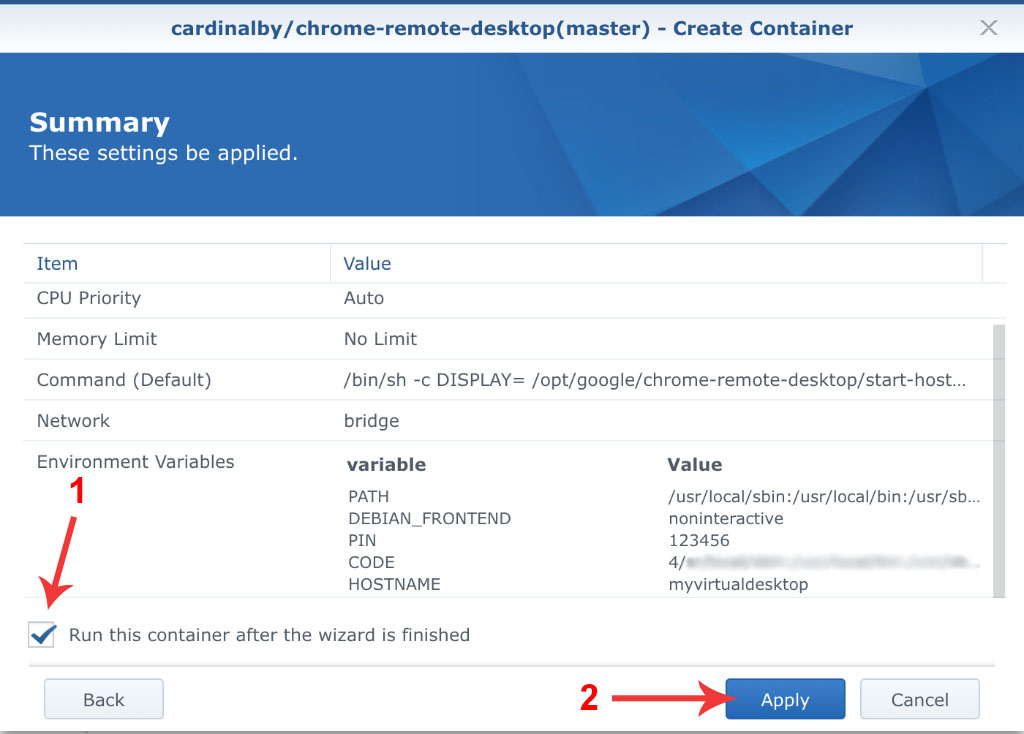 cardinalby/chrome-remote-desktop(master) - Create Container
Summary
These settings be applied.
Item Value
CPU Priority Auto
Memory Limit No Limit
Command (Default) /bin/sh -c DISPLAY= /opt/google/chrome-remote-desktop/start-host...
Network bridge
Environment Variables variable Value
PATH /usr/local/sbin:/usr/local/bin:/usr/sb...
DEBIAN_FRONTEND noninteractive
PIN 123456
CODE 4/
HOSTNAME myvirtualdesktop
1
Run this container after the wizard is finished
Back 2 Apply Cancel